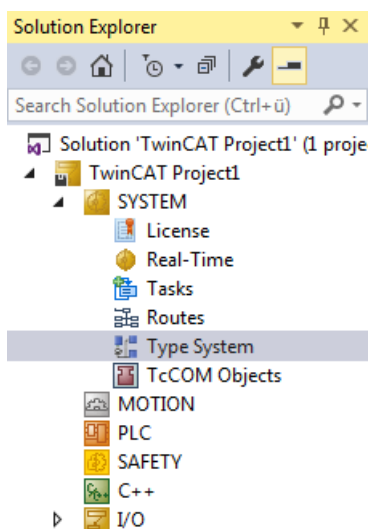 Solution Explorer
Search Solution Explorer (Ctrl+ü)
Solution 'TwinCAT Project1' (1 proje
TwinCAT Project1
SYSTEM
License
Real-Time
Tasks
Routes
Type System
TcCOM Objects
MOTION
PLC
SAFETY
C++
I/O